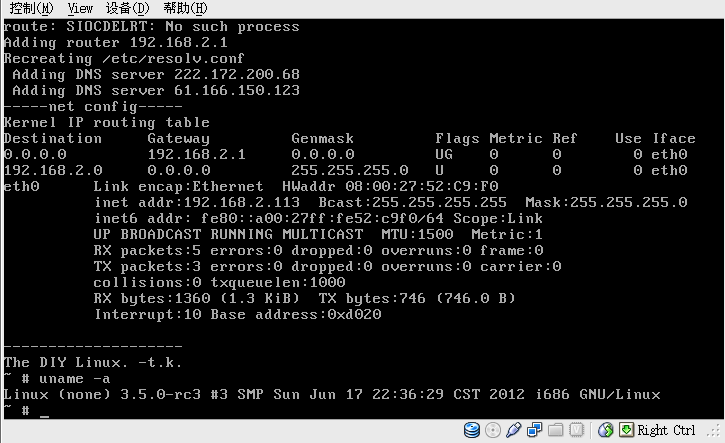 控制(M) View 设备(D) 帮助(H)
route: SIOCDELRT: No such process
Adding router 192.168.2.1
Recreating /etc/resolv.conf
 Adding DNS server 222.172.200.68
 Adding DNS server 61.166.150.123
-----net config-----
Kernel IP routing table
Destination     Gateway         Genmask         Flags Metric Ref    Use Iface
0.0.0.0         192.168.2.1     0.0.0.0         UG    0      0        0 eth0
192.168.2.0     0.0.0.0         255.255.255.0   U     0      0        0 eth0
eth0      Link encap:Ethernet  HWaddr 08:00:27:52:C9:F0
          inet addr:192.168.2.113  Bcast:255.255.255.255  Mask:255.255.255.0
          inet6 addr: fe80::a00:27ff:fe52:c9f0/64 Scope:Link
          UP BROADCAST RUNNING MULTICAST  MTU:1500  Metric:1
          RX packets:5 errors:0 dropped:0 overruns:0 frame:0
          TX packets:3 errors:0 dropped:0 overruns:0 carrier:0
          collisions:0 txqueuelen:1000
          RX bytes:1360 (1.3 KiB)  TX bytes:746 (746.0 B)
          Interrupt:10 Base address:0xd020
--------------------
The DIY Linux. -t.k.
~ # uname -a
Linux (none) 3.5.0-rc3 #3 SMP Sun Jun 17 22:36:29 CST 2012 i686 GNU/Linux
~ # _
Right Ctrl